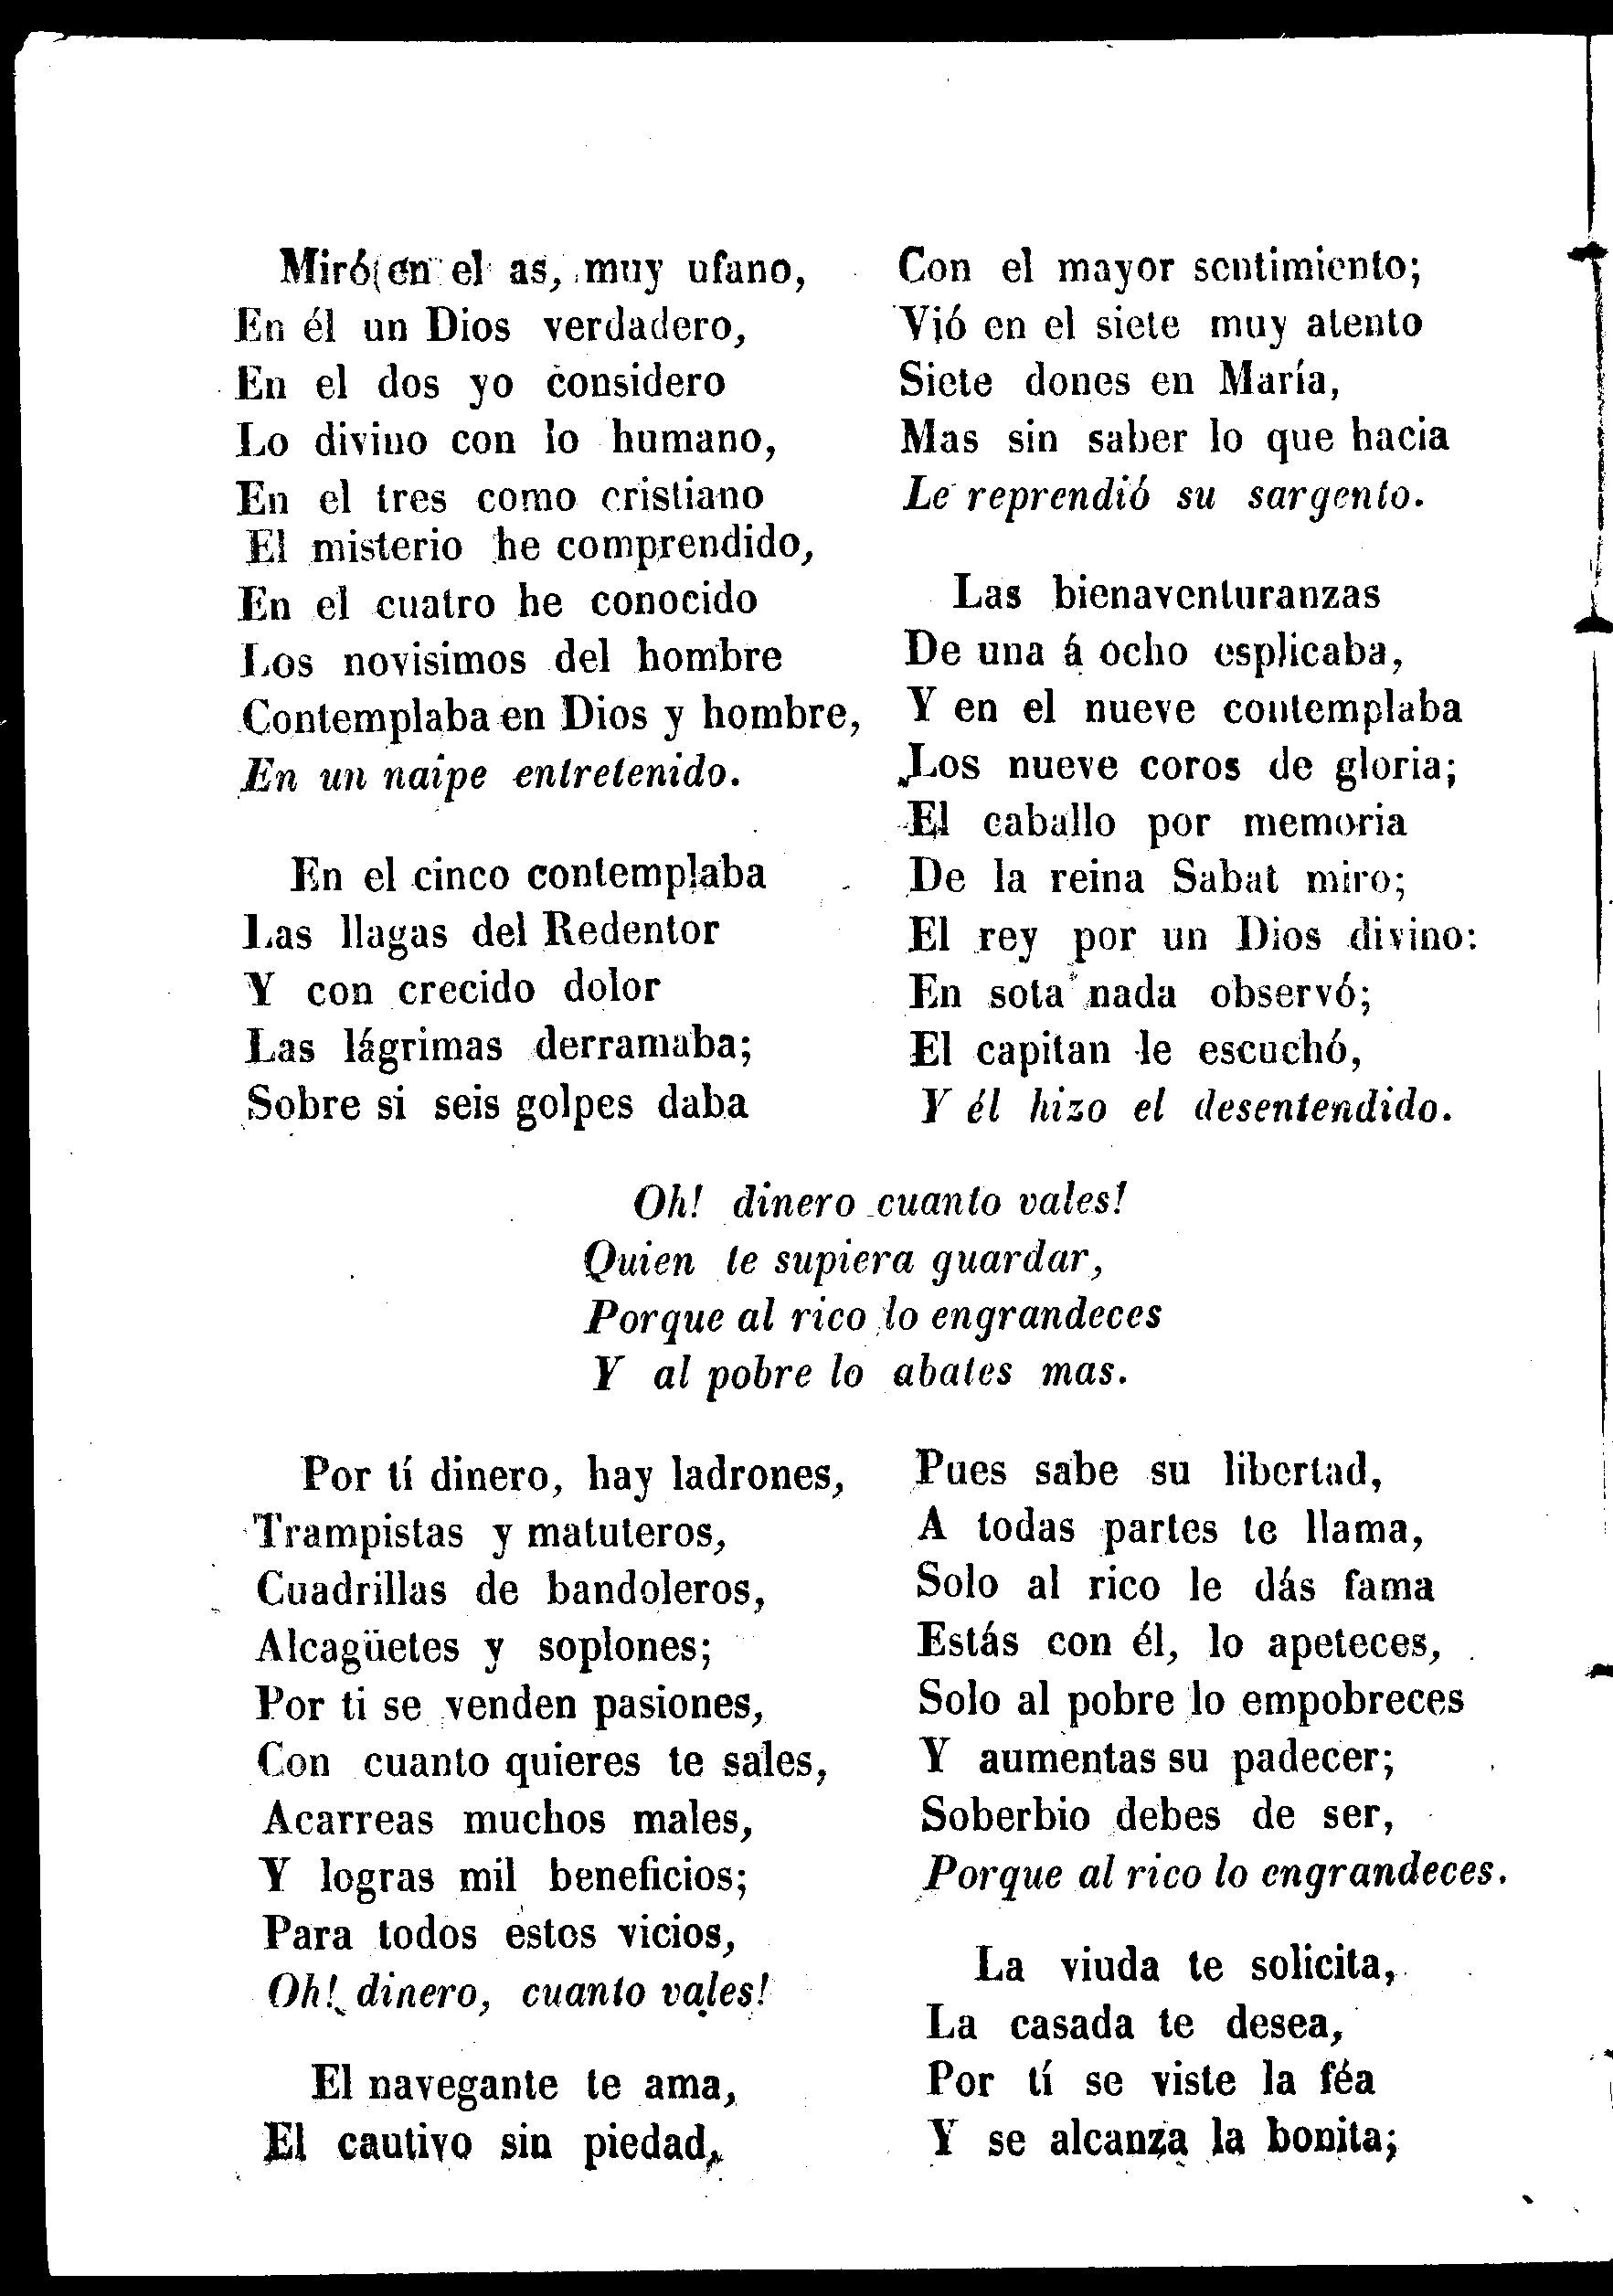 Miró en el as, muy ufano,
En él un Dios verdadero,
En el dos yo considero
Lo divino con lo humano,
En el tres como cristiano
El misterio he comprendido,
En el cuatro he conocido
Los novisimos del hombre
Contemplaba en Dios y hombre,
En un naipe entretenido.
En el cinco contemplaba
Las llagas del Redentor
Y con crecido dolor
Las lágrimas derramaba;
Sobre si seis golpes daba
Con el mayor sentimiento;
Vió en el siete muy atento
Siete dones en María,
Mas sin saber lo que hacia
Le reprendió su sargento.
Las bienaventuranzas
De una á ocho esplicaba,
Y en el nueve contemplaba
Los nueve coros de gloria;
El caballo por memoria
De la reina Sabat miro;
El rey por un Dios divino:
En sota nada observó;
El capitan le escuchó,
Y él hizo el desentendido.
Oh! dinero cuanto vales!
Quien te supiera guardar,
Porque al rico lo engrandeces
Y al pobre lo abates mas.
Por tí dinero, hay ladrones,
Trampistas y matuteros,
Cuadrillas de bandoleros,
Alcagüetes y soplones;
Por ti se venden pasiones,
Con cuanto quieres te sales,
Acarreas muchos males,
Y logras mil beneficios;
Para todos estos vicios,
Oh! dinero, cuanto vales!
El navegante te ama,
El cautivo sin piedad,
Pues sabe su libertad,
A todas partes te llama,
Solo al rico le dás fama
Estás con él, lo apeteces,
Solo al pobre lo empobreces
Y aumentas su padecer;
Soberbio debes de ser,
Porque al rico lo engrandeces.
La viuda te solicita,
La casada te desea,
Por tí se viste la féa
Y se alcanza la bonita;